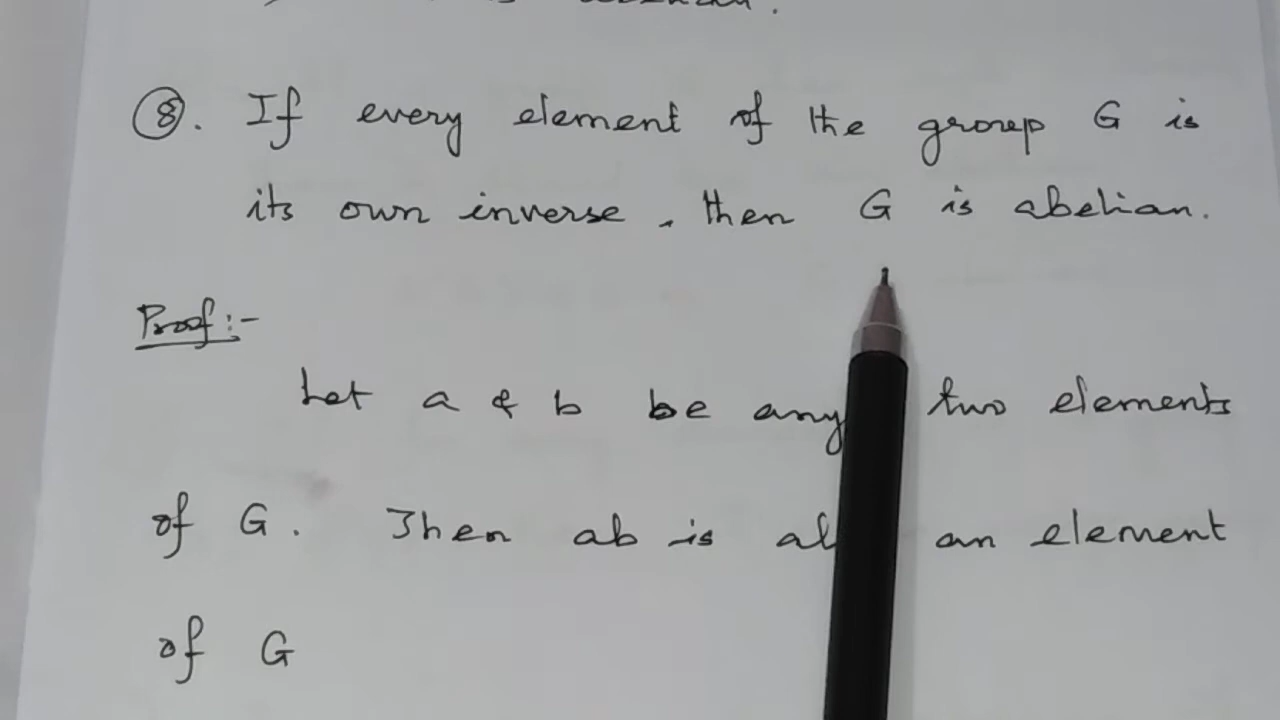 ⑧. If every element of the group G is
its own inverse, then G is abelian.
Proof:-
Let a & b be any two elements
of G. Then ab is an element
of G